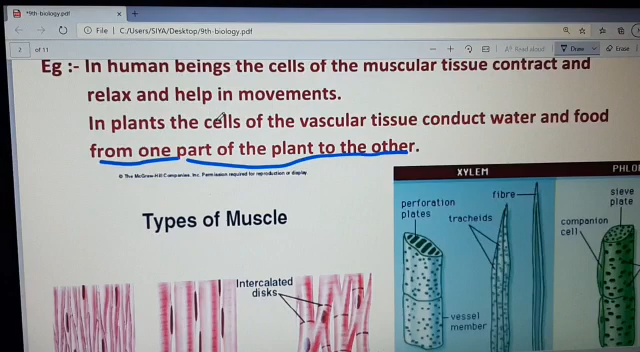 *9th-biology.pdf
File | C:/Users/SIYA/Desktop/9th-biology.pdf
2 of 11
Read aloud
Draw
Erase
Eg :- In human beings the cells of the muscular tissue contract and
relax and help in movements.
In plants the cells of the vascular tissue conduct water and food
from one part of the plant to the other.
© The McGraw-Hill Companies, Inc. Permission required for reproduction or display
Types of Muscle
Intercalated
disks
XYLEM
perforation
plates
tracheids
fibre
vessel
member
PHLO
sieve
plate
companion
cell